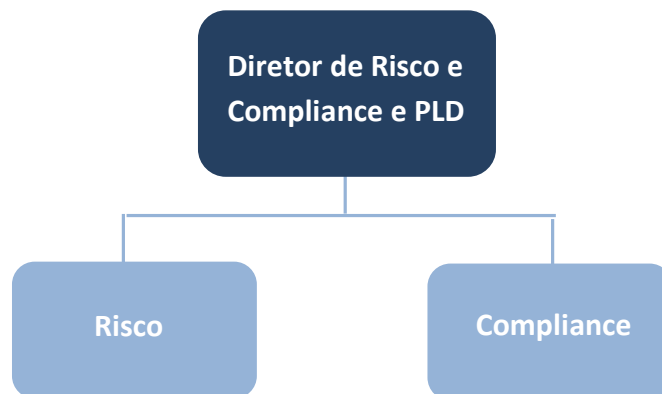 Diretor de Risco e
Compliance e PLD
Risco
Compliance